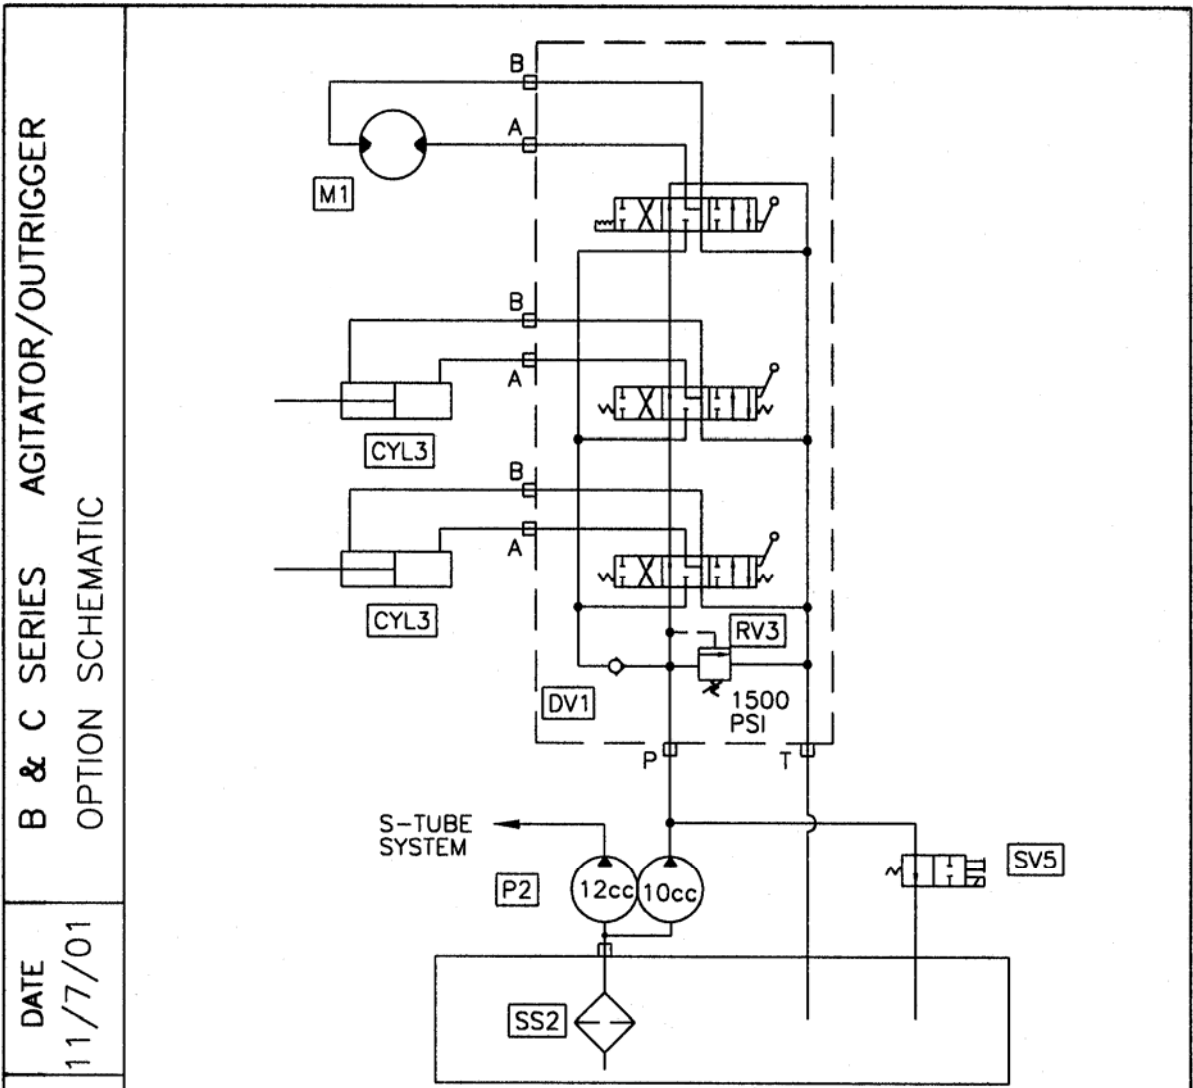 B & C SERIES AGITATOR/OUTRIGGER
OPTION SCHEMATIC
DATE
11/7/01
B
A
M1
B
A
CYL3
B
A
CYL3
RV3
DV1
1500
PSI
P
T
S-TUBE
SYSTEM
P2
12cc
10cc
SV5
SS2